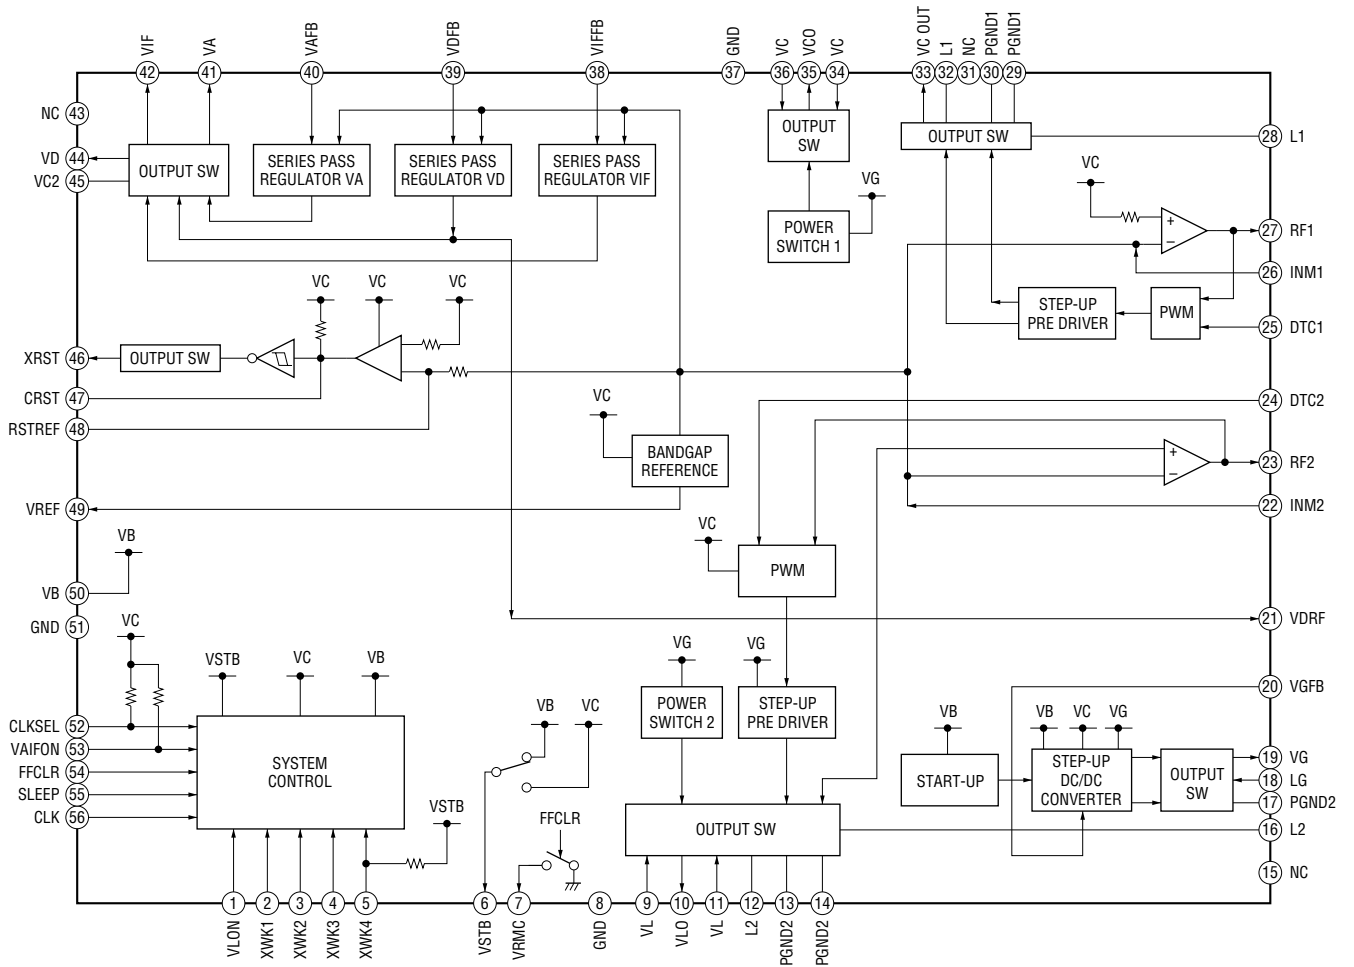 VIF
VA
VAFB
VDFB
VIFFB
GND
VC
VCO
VC
VC OUT
L1
NC
PGND1
PGND1
42
41
40
39
38
37
36
35
34
33
32
31
30
29
NC 43
VD 44
VC2 45
OUTPUT SW
SERIES PASS
REGULATOR VA
SERIES PASS
REGULATOR VD
SERIES PASS
REGULATOR VIF
OUTPUT
SW
OUTPUT SW
28 L1
VG
POWER
SWITCH 1
VC
+
−
27 RF1
26 INM1
STEP-UP
PRE DRIVER
PWM
25 DTC1
VC
VC
VC
XRST 46
OUTPUT SW
CRST 47
RSTREF 48
VC
BANDGAP
REFERENCE
24 DTC2
+
−
23 RF2
VREF 49
22 INM2
VB
VC
PWM
VB 50
GND 51
21 VDRF
VC
VSTB
VC
VB
VG
VG
POWER
SWITCH 2
STEP-UP
PRE DRIVER
20 VGFB
CLKSEL 52
VAIFON 53
FFCLR 54
SLEEP 55
CLK 56
SYSTEM
CONTROL
VB
VC
VB
VB
VC
VG
START-UP
STEP-UP
DC/DC
CONVERTER
OUTPUT
SW
19 VG
18 LG
17 PGND2
VSTB
FFCLR
OUTPUT SW
16 L2
15 NC
1
2
3
4
5
6
7
8
9
10
11
12
13
14
VLON
XWK1
XWK2
XWK3
XWK4
VSTB
VRMC
GND
VL
VLO
VL
L2
PGND2
PGND2